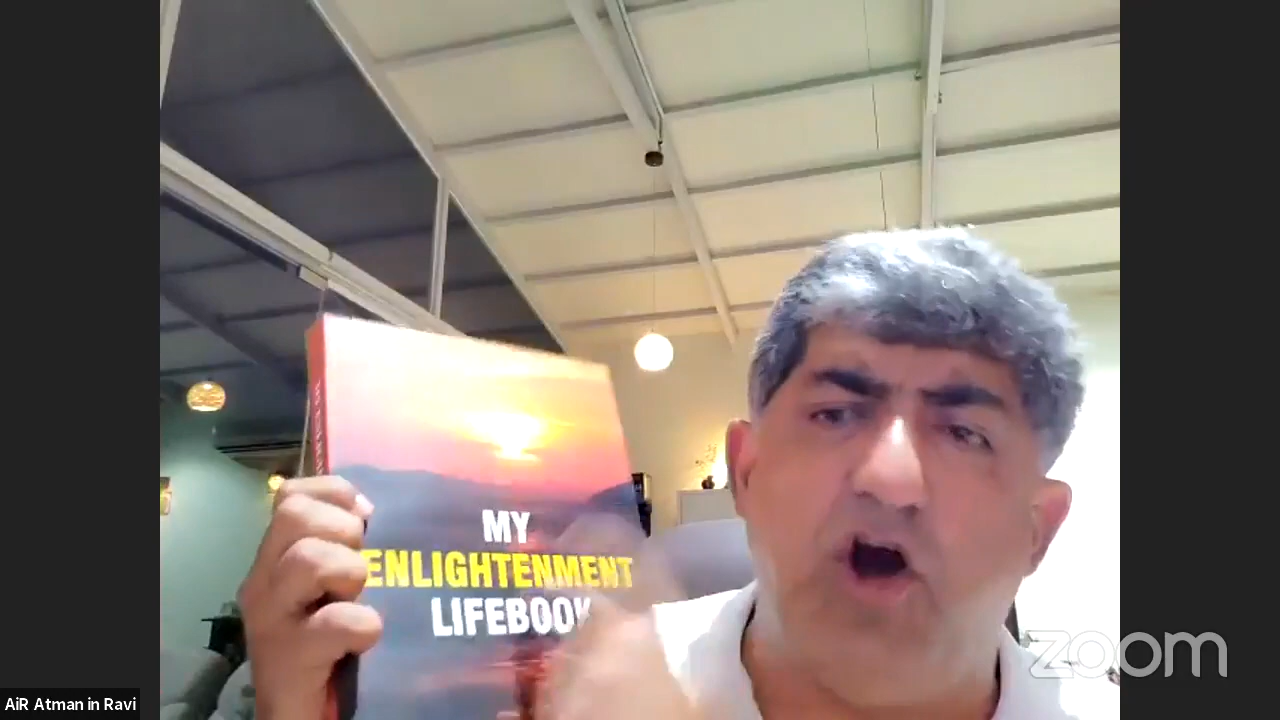 MY
ENLIGHTENMENT
LIFEBOOK
zoom
AiR Atman in Ravi